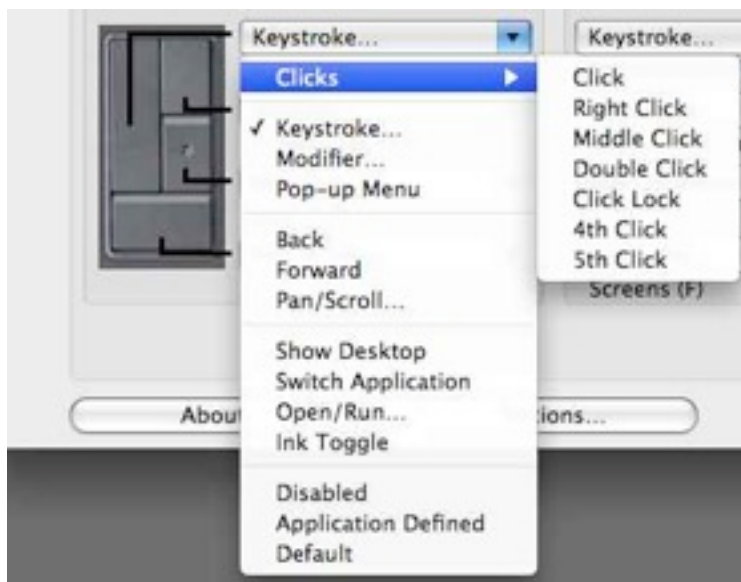 Keystroke...
Keystroke...
Clicks
Click
Right Click
Middle Click
Double Click
Click Lock
4th Click
5th Click
✓ Keystroke...
Modifier...
Pop-up Menu
Back
Forward
Pan/Scroll...
Screens (F)
Show Desktop
Switch Application
Open/Run...
Ink Toggle
About
ions...
Disabled
Application Defined
Default